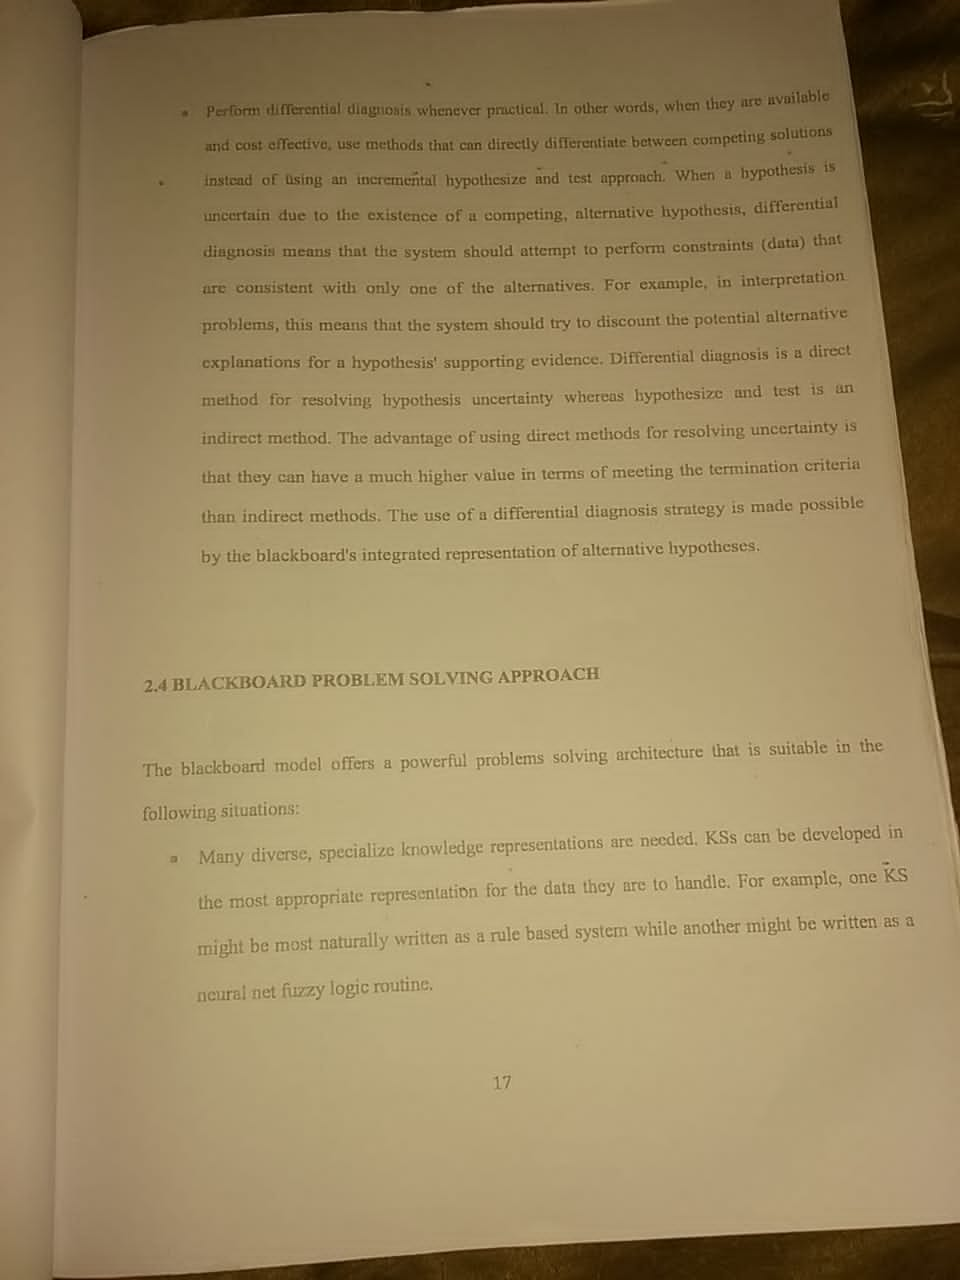 ▪ Perform differential diagnosis whenever practical. In other words, when they are available
and cost effective, use methods that can directly differentiate between competing solutions
instead of using an incremental hypothesize and test approach. When a hypothesis is
uncertain due to the existence of a competing, alternative hypothesis, differential
diagnosis means that the system should attempt to perform constraints (data) that
are consistent with only one of the alternatives. For example, in interpretation
problems, this means that the system should try to discount the potential alternative
explanations for a hypothesis' supporting evidence. Differential diagnosis is a direct
method for resolving hypothesis uncertainty whereas hypothesize and test is an
indirect method. The advantage of using direct methods for resolving uncertainty is
that they can have a much higher value in terms of meeting the termination criteria
than indirect methods. The use of a differential diagnosis strategy is made possible
by the blackboard's integrated representation of alternative hypotheses.
2.4 BLACKBOARD PROBLEM SOLVING APPROACH
The blackboard model offers a powerful problems solving architecture that is suitable in the
following situations:
▪ Many diverse, specialize knowledge representations are needed. KSs can be developed in
the most appropriate representation for the data they are to handle. For example, one KS
might be most naturally written as a rule based system while another might be written as a
neural net fuzzy logic routine.
17